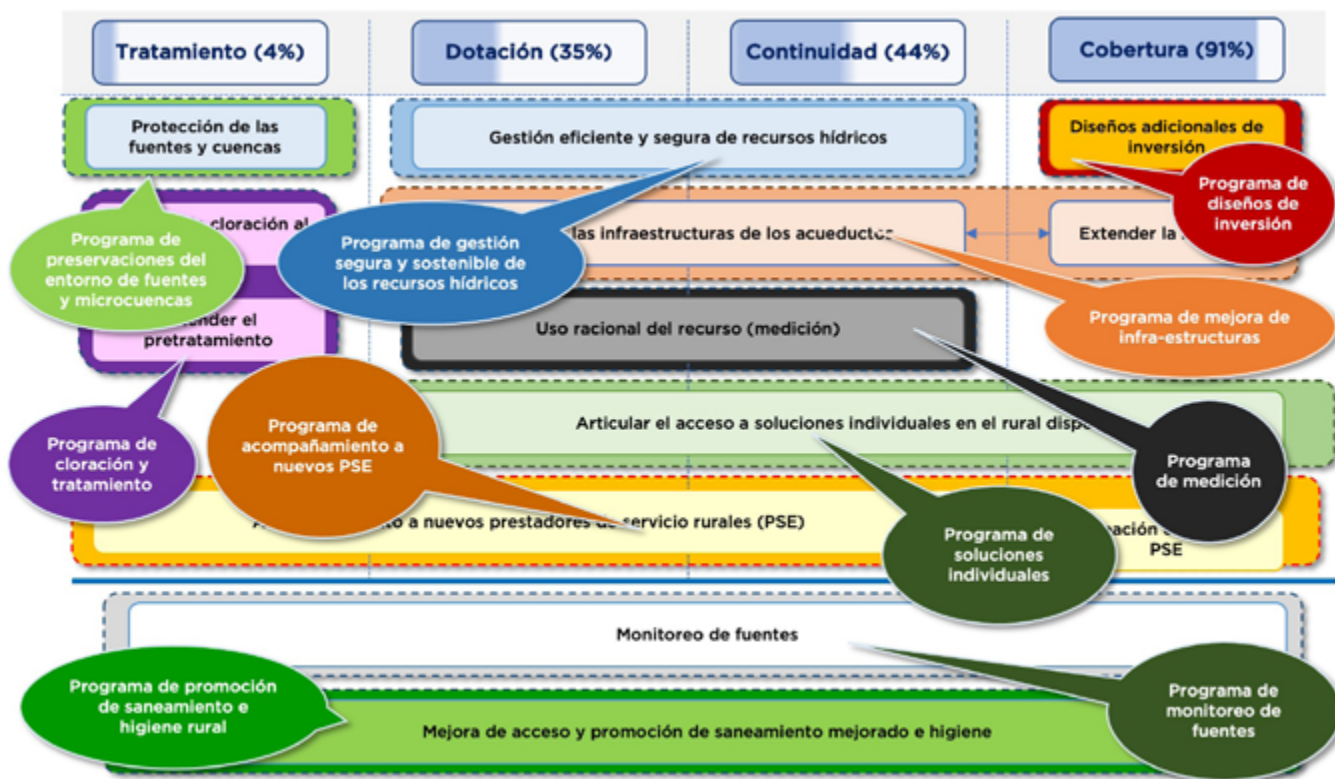 Tratamiento (4%)
Dotación (35%)
Continuidad (44%)
Cobertura (91%)
Protección de las
fuentes y cuencas
Gestión eficiente y segura de recursos hídricos
Diseños adicionales de
inversión
Programa de
diseños de
inversión
cloración al
Programa de
preservaciones del
entorno de fuentes
y microcuencas
Programa de gestión
segura y sostenible de
los recursos hídricos
las infraestructuras de los acueductos
Extender la
Programa de mejora de
infra-estructuras
el
pretratamiento
Uso racional del recurso (medición)
Programa de
cloración y
tratamiento
Programa de
acompañamiento a
nuevos PSE
Articular el acceso a soluciones individuales en el rural
Programa
de medición
a nuevos prestadores de servicio rurales (PSE)
PSE
Programa de
soluciones
individuales
Monitoreo de fuentes
Programa de
monitoreo de
fuentes
Programa de promoción
de saneamiento e
higiene rural
Mejora de acceso y promoción de saneamiento mejorado e higiene